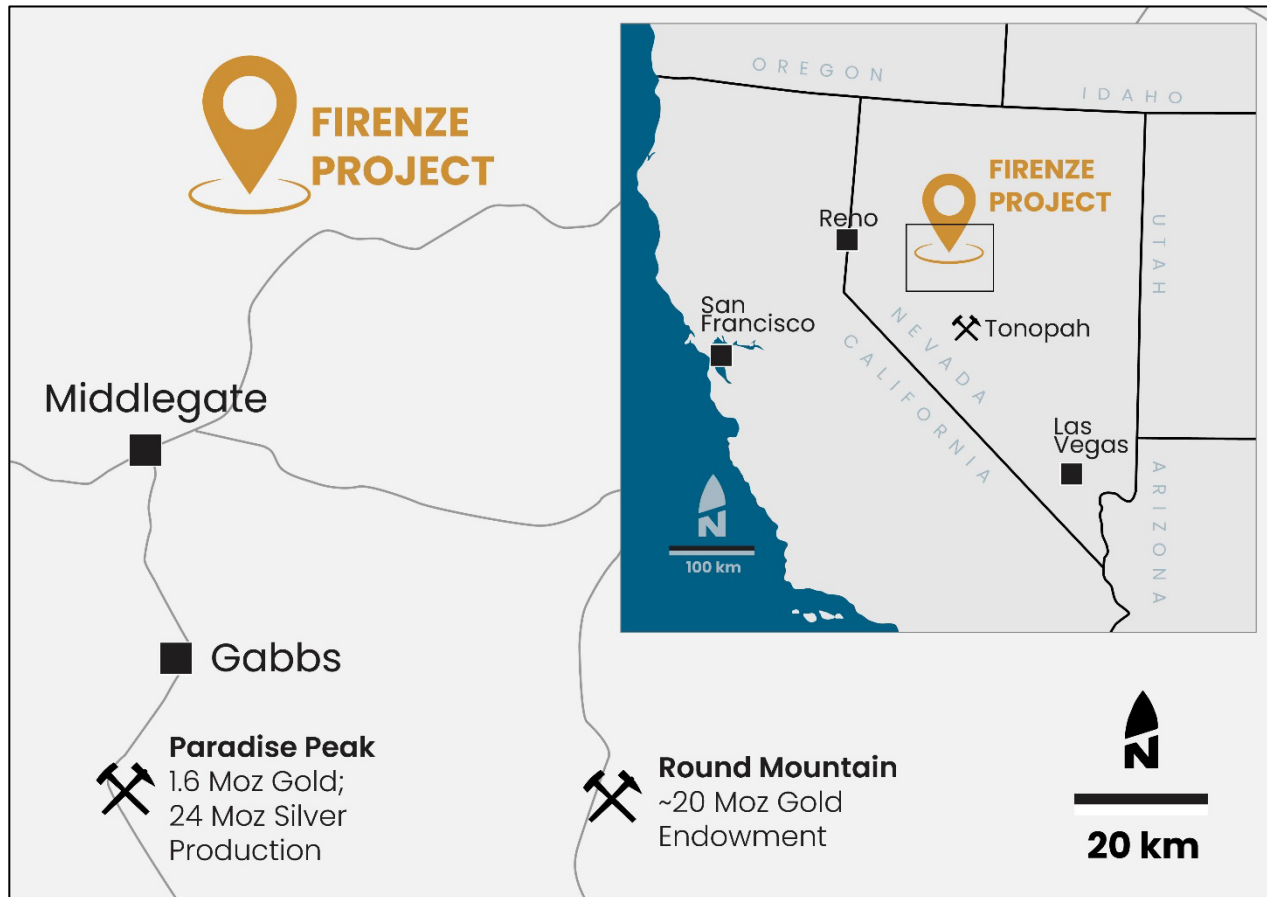 FIRENZE
PROJECT
Middlegate
Gabbs
Paradise Peak
1.6 Moz Gold;
24 Moz Silver
Production
Round Mountain
~20 Moz Gold
Endowment
N
20 km
OREGON
IDAHO
FIRENZE
PROJECT
Reno
UTAH
San
Francisco
NEVADA
Tonopah
CALIFORNIA
Las
Vegas
ARIZONA
N
100 km